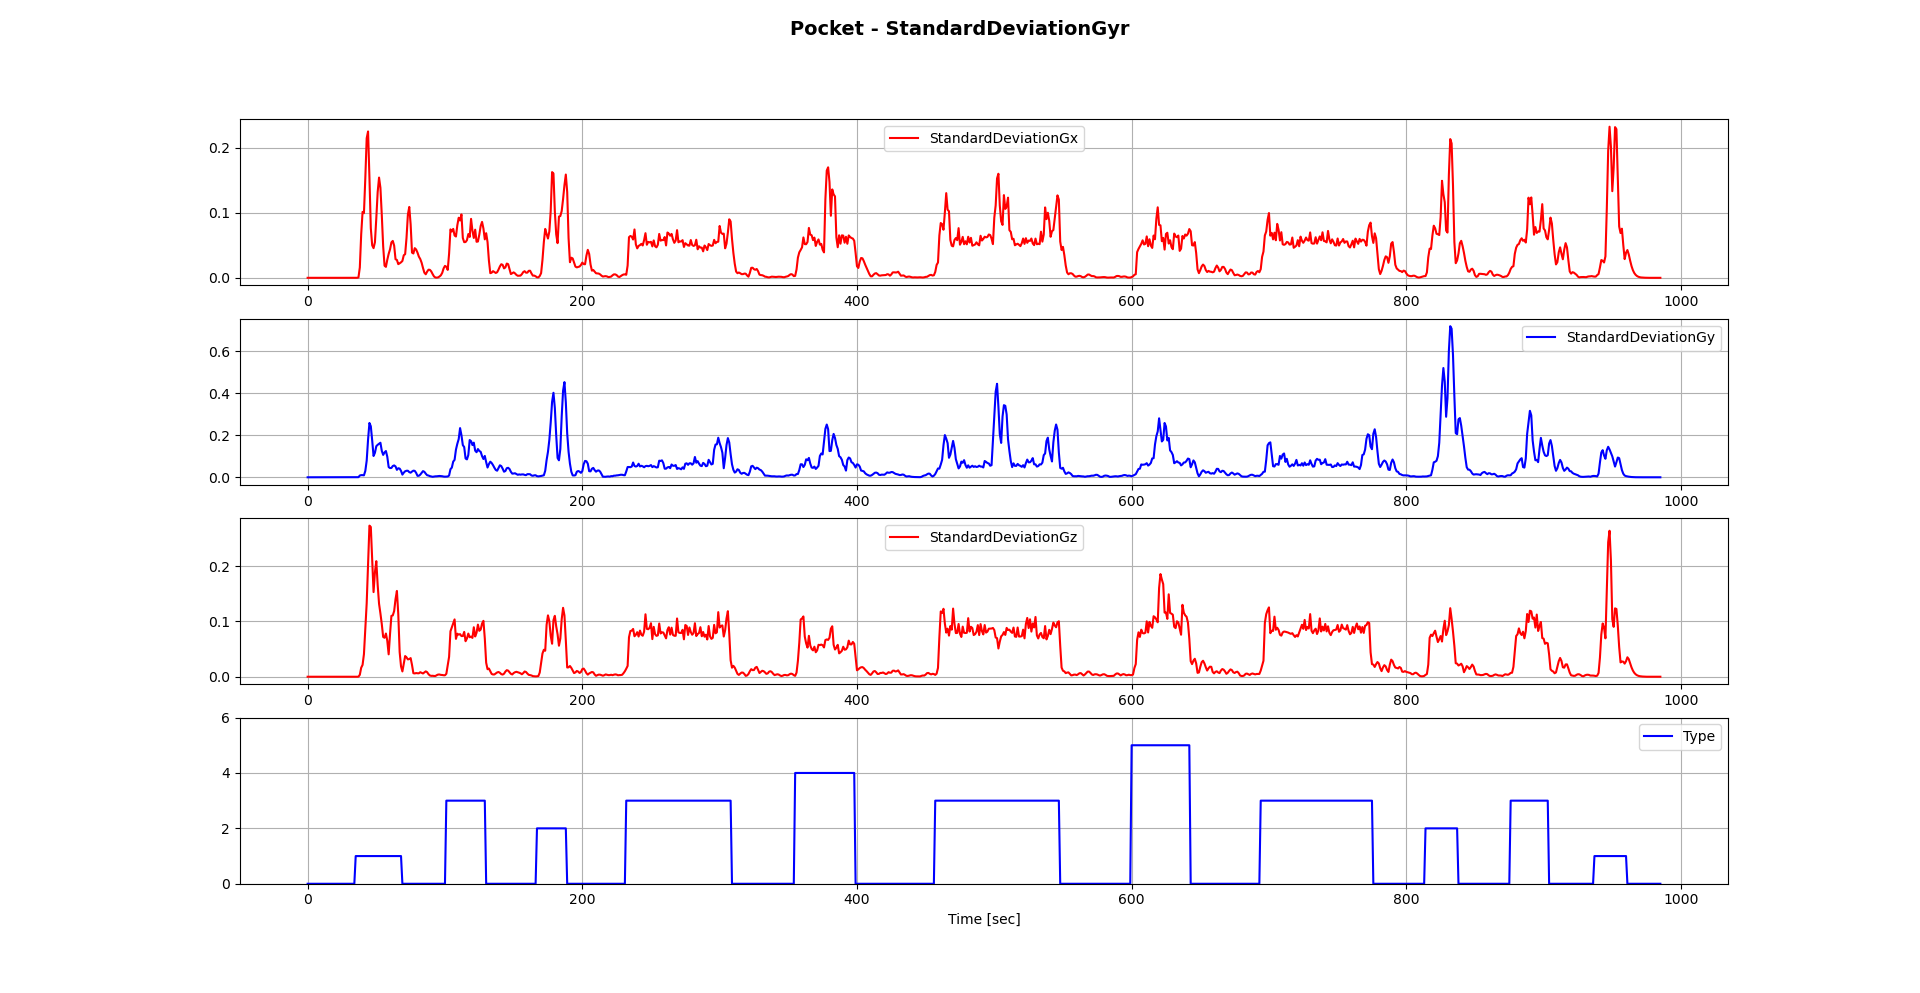 Pocket - StandardDeviationGyr
StandardDeviationGx
0.2
0.1
0.0
0 200 400 600 800 1000
StandardDeviationGy
0.6
0.4
0.2
0.0
0 200 400 600 800 1000
StandardDeviationGz
0.2
0.1
0.0
0 200 400 600 800 1000
6
Type
4
2
0
0 200 400 600 800 1000
Time [sec]